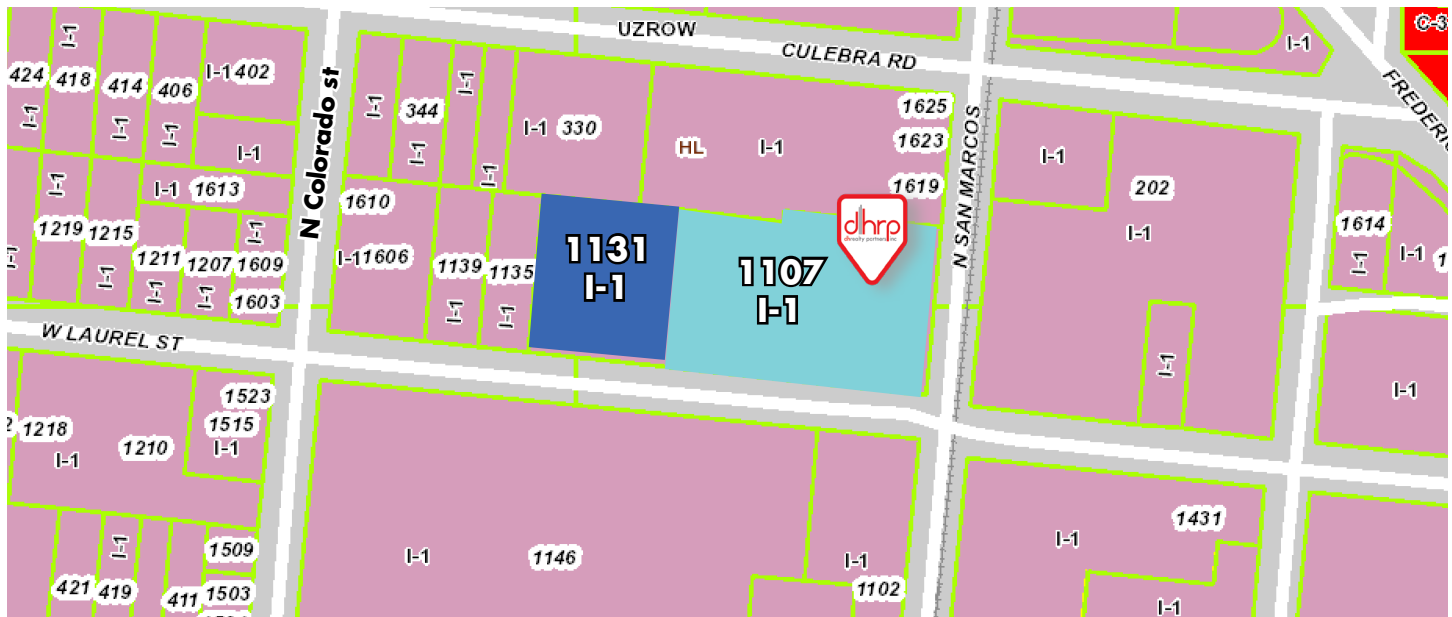 UZROW
CULEBRA RD
C-3
I-1
FREDERIC
N Colorado st
N SAN MARCOS
W LAUREL ST
424
I-1
418
I-1
414
I-1
406
I-1
I-1 402
I-1
I-1
I-1 1613
1219
I-1
1215
I-1
1211
I-1
1207
I-1
1609
I-1
1603
I-1
I-1
344
I-1
I-1
I-1
I-1 330
HL
I-1
1625
1623
1619
1610
I-1 1606
1139
I-1
1135
I-1
1131
I-1
1107
I-1
dhrp
dhrealty partners inc
I-1
202
I-1
I-1
1614
I-1
I-1
I-1
1218
I-1
1210
1523
1515
I-1
I-1
421
419
411
1509
1503
I-1
1146
I-1
1102
1431
I-1
I-1